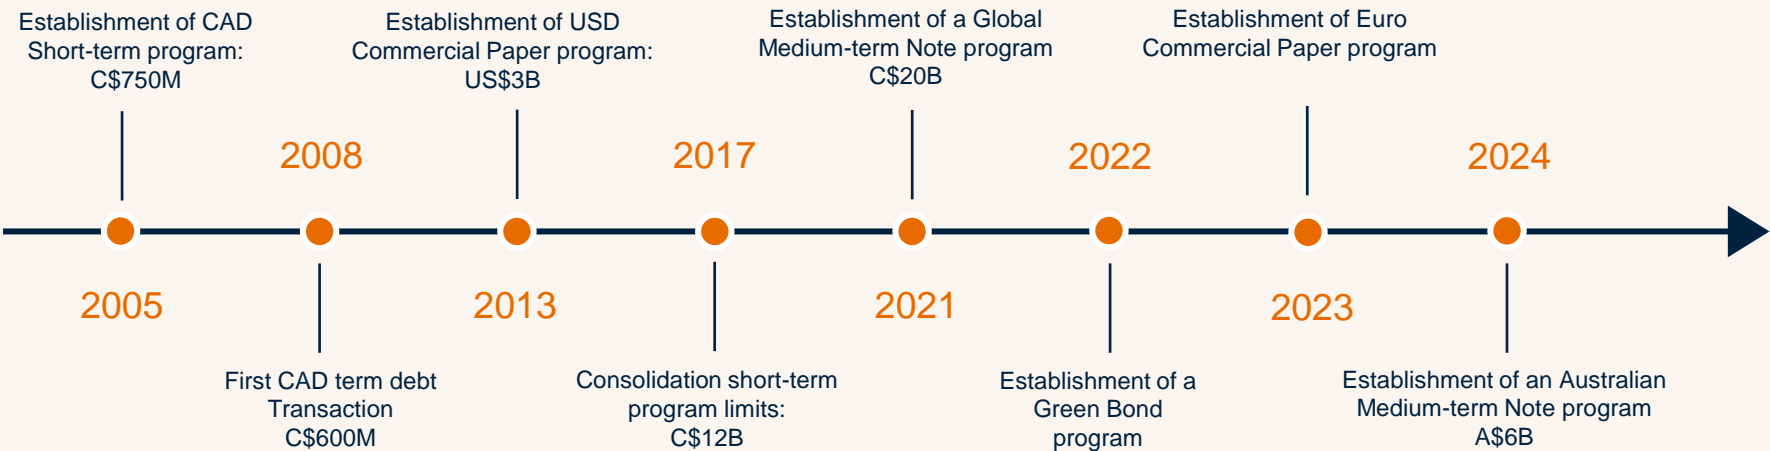 Establishment of CAD
Short-term program:
C$750M
2005
2008
First CAD term debt
Transaction
C$600M
Establishment of USD
Commercial Paper program:
US$3B
2013
2017
Consolidation short-term
program limits:
C$12B
Establishment of a Global
Medium-term Note program
C$20B
2021
2022
Establishment of a
Green Bond
program
Establishment of Euro
Commercial Paper program
2023
2024
Establishment of an Australian
Medium-term Note program
A$6B